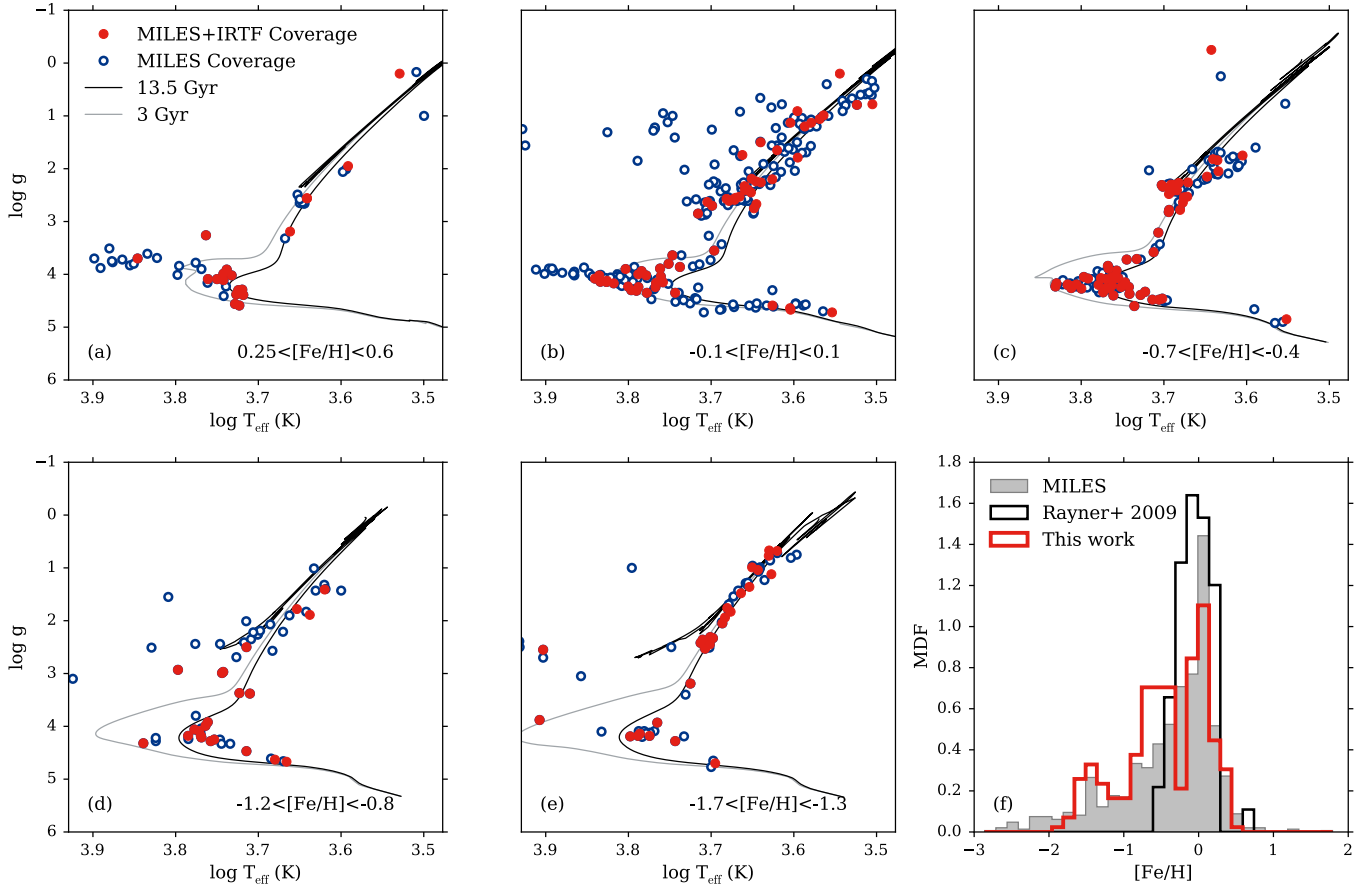 −1
0
1
2
3
4
5
6
log g
MILES+IRTF Coverage
MILES Coverage
13.5 Gyr
3 Gyr
(a)
0.25<[Fe/H]<0.6
3.9 3.8 3.7 3.6 3.5
log T_eff (K)
(b)
-0.1<[Fe/H]<0.1
3.9 3.8 3.7 3.6 3.5
log T_eff (K)
(c)
-0.7<[Fe/H]<-0.4
3.9 3.8 3.7 3.6 3.5
log T_eff (K)
−1
0
1
2
3
4
5
6
log g
(d)
-1.2<[Fe/H]<-0.8
3.9 3.8 3.7 3.6 3.5
log T_eff (K)
(e)
-1.7<[Fe/H]<-1.3
3.9 3.8 3.7 3.6 3.5
log T_eff (K)
1.8
1.6
1.4
1.2
1.0
0.8
0.6
0.4
0.2
0.0
MDF
MILES
Rayner+ 2009
This work
(f)
−3 −2 −1 0 1 2
[Fe/H]